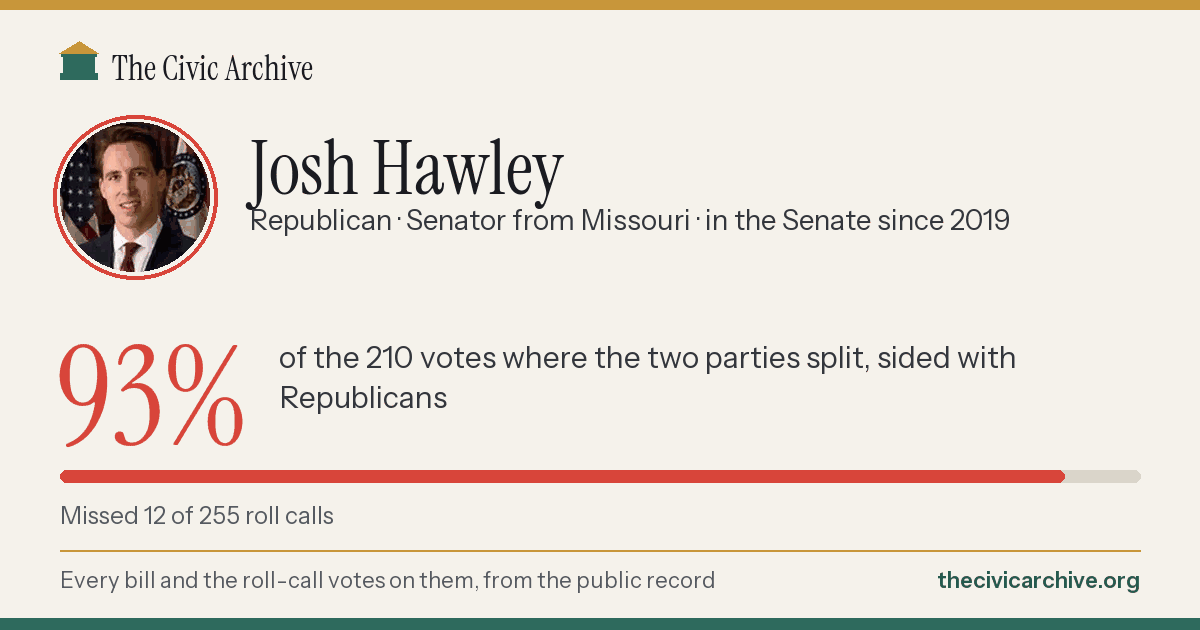 The Civic Archive
Josh Hawley
Republican · Senator from Missouri · in the Senate since 2019
93%
of the 210 votes where the two parties split, sided with
Republicans
Missed 12 of 255 roll calls
Every bill and the roll-call votes on them, from the public record
thecivicarchive.org